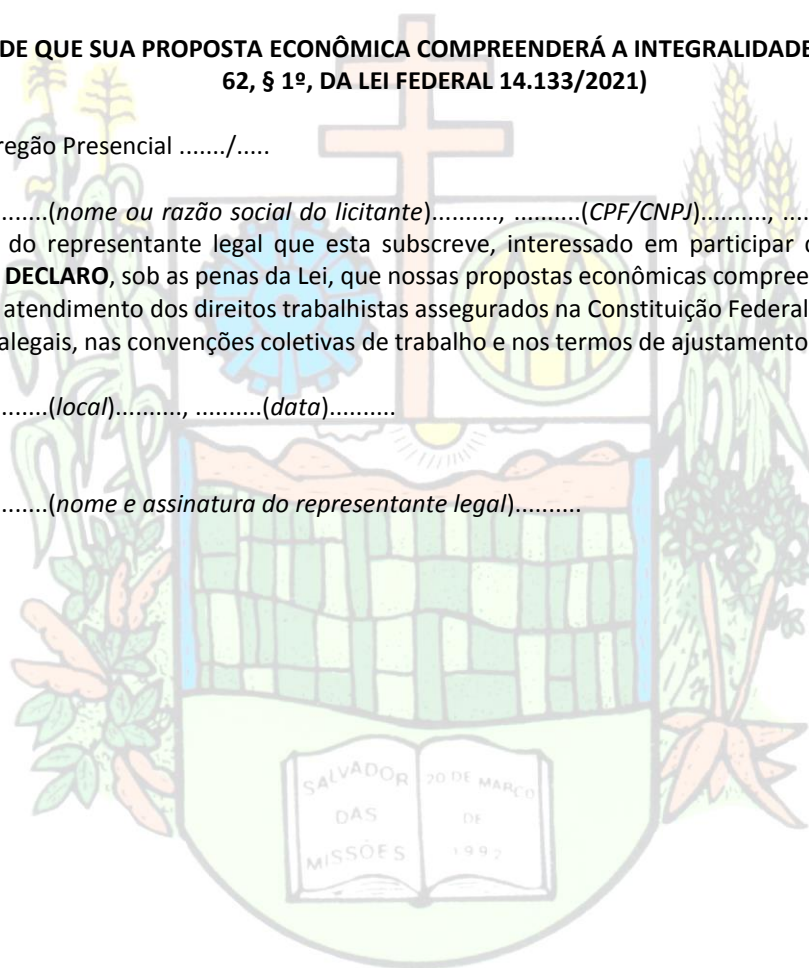 DE QUE SUA PROPOSTA ECONÔMICA COMPREENDERÁ A INTEGRALIDADE
62, § 1º, DA LEI FEDERAL 14.133/2021)
regão Presencial ......./.....
.......(nome ou razão social do licitante).........., ..........(CPF/CNPJ).........., ....
do representante legal que esta subscreve, interessado em participar
DECLARO, sob as penas da Lei, que nossas propostas econômicas compree
atendimento dos direitos trabalhistas assegurados na Constituição Federal
alegais, nas convenções coletivas de trabalho e nos termos de ajustamento
.......(local).........., ..........(data)..........
.......(nome e assinatura do representante legal)..........
SALVADOR
DAS
MISSÕES
20 DE MARÇO
DE
1992